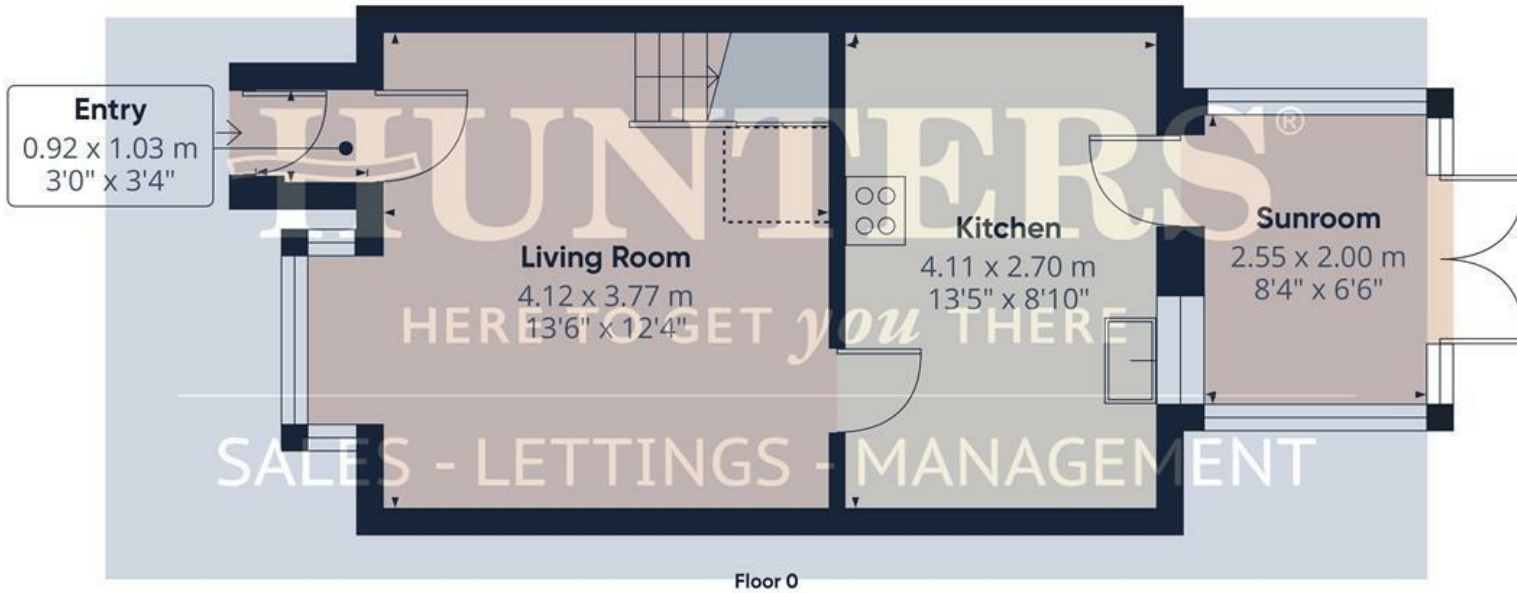 Entry
0.92 x 1.03 m
3'0" x 3'4"
HUNTERS®
Living Room
4.12 x 3.77 m
13'6" x 12'4"
Kitchen
4.11 x 2.70 m
13'5" x 8'10"
Sunroom
2.55 x 2.00 m
8'4" x 6'6"
HERE TO GET you THERE
SALES - LETTINGS - MANAGEMENT
Floor 0